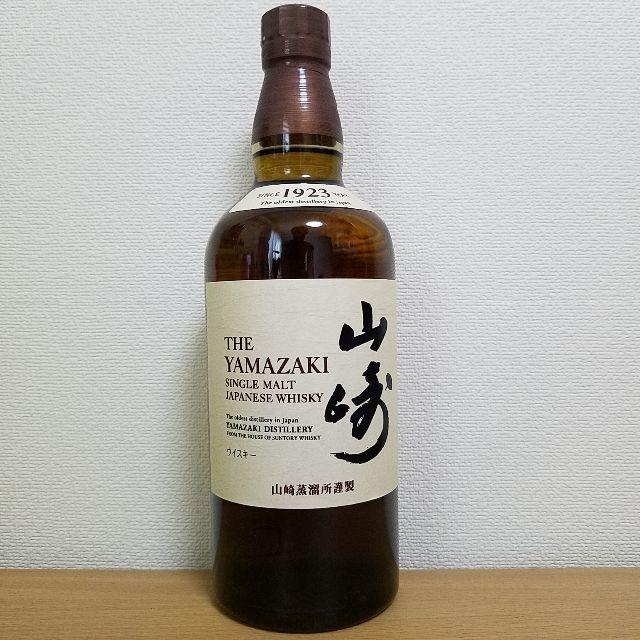 SINCE 1923
The oldest distillery in Japan
THE
YAMAZAKI
SINGLE MALT
JAPANESE WHISKY
山崎
The oldest distillery in Japan
YAMAZAKI DISTILLERY
FROM THE HOUSE OF SUNTORY WHISKY
ウイスキー
山崎蒸溜所謹製